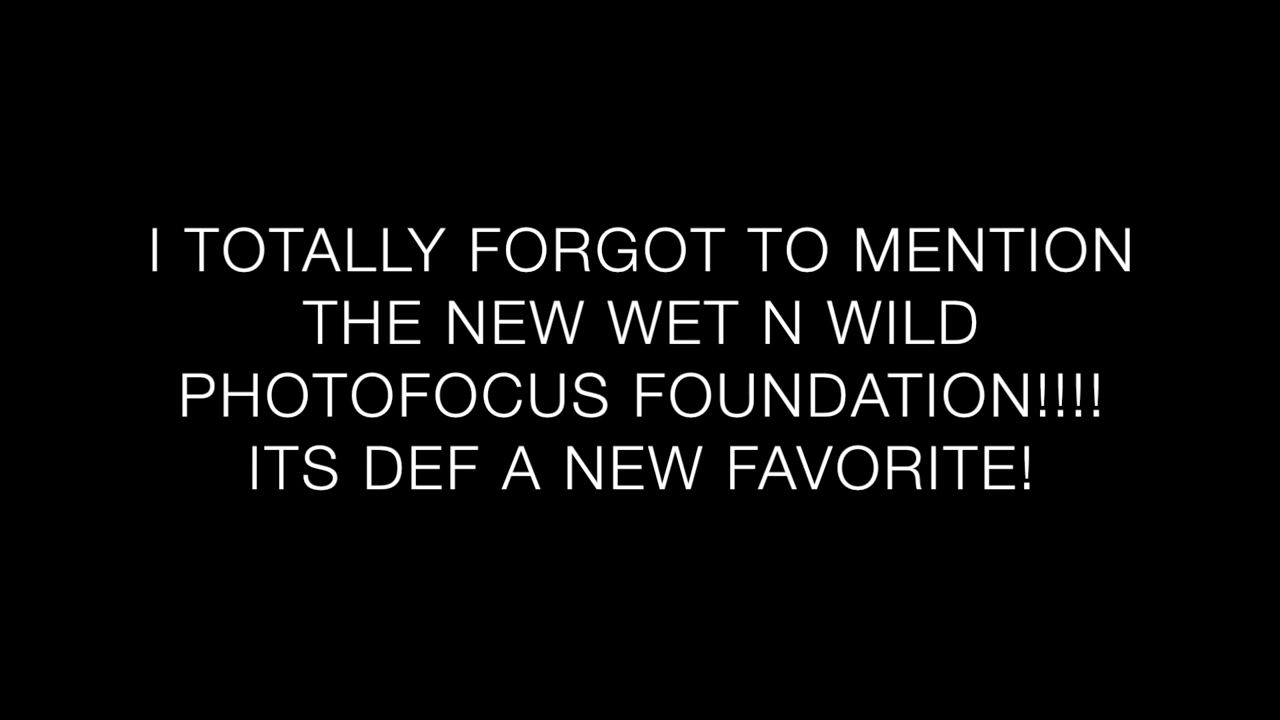 I TOTALLY FORGOT TO MENTION
THE NEW WET N WILD
PHOTOFOCUS FOUNDATION!!!!
ITS DEF A NEW FAVORITE!